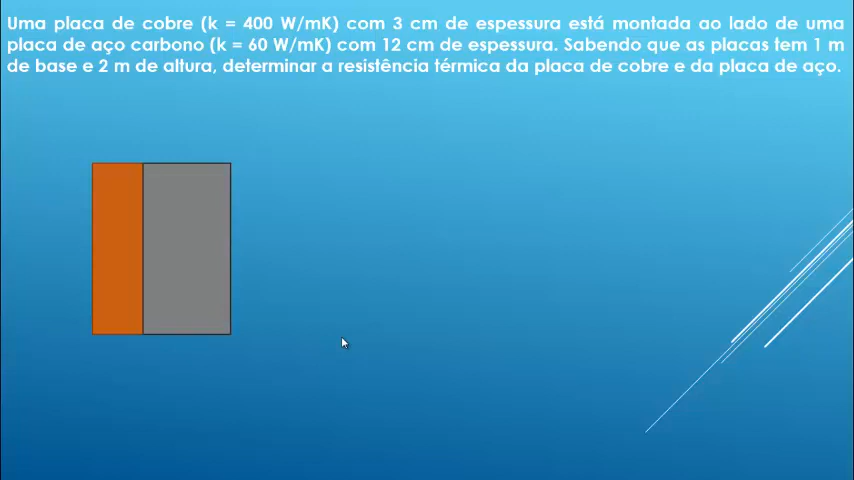 Uma placa de cobre (k = 400 W/mK) com 3 cm de espessura está montada ao lado de uma
placa de aço carbono (k = 60 W/mK) com 12 cm de espessura. Sabendo que as placas tem 1 m
de base e 2 m de altura, determinar a resistência térmica da placa de cobre e da placa de aço.